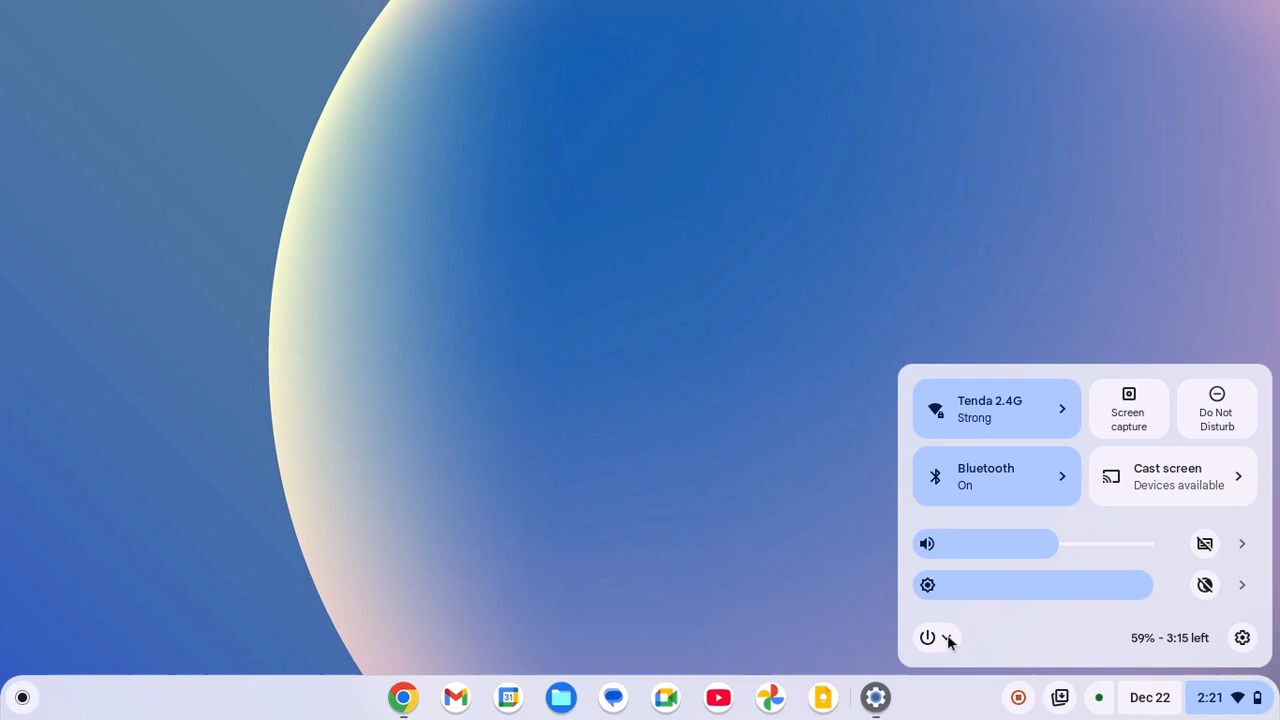 Tenda 2.4G
Strong
Screen
capture
Do Not
Disturb
Bluetooth
On
Cast screen
Devices available
59% - 3:15 left
31
Dec 22
2:21